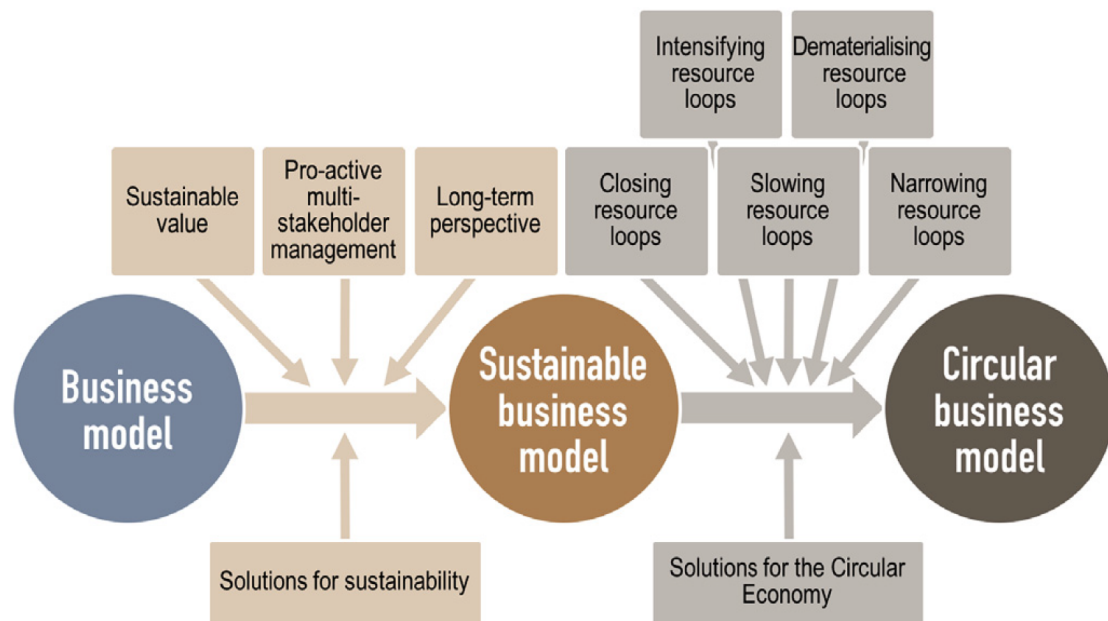 Intensifying
resource
loops
Dematerialising
resource
loops
Sustainable
value
Pro-active
multi-
stakeholder
management
Long-term
perspective
Closing
resource
loops
Slowing
resource
loops
Narrowing
resource
loops
Business
model
Sustainable
business
model
Circular
business
model
Solutions for sustainability
Solutions for the Circular
Economy